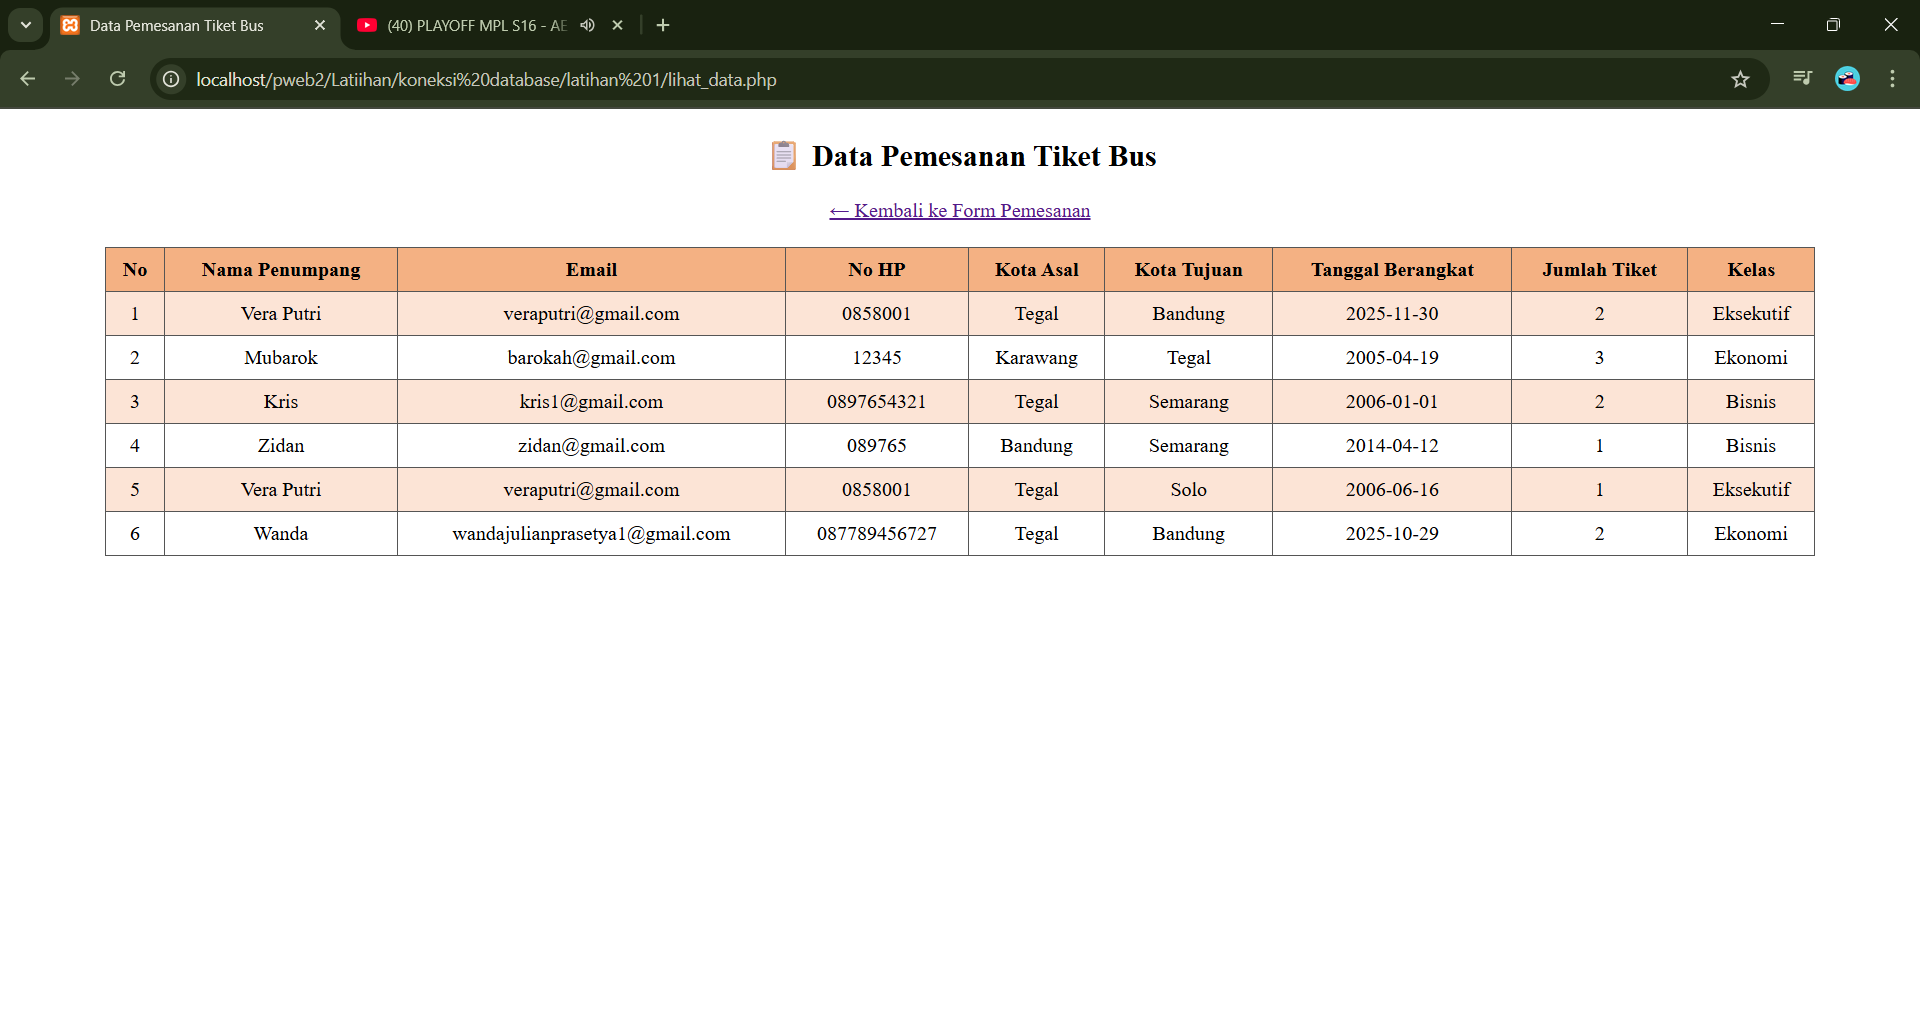 Data Pemesanan Tiket Bus
(40) PLAYOFF MPL S16 - AE
localhost/pweb2/Latiihan/koneksi%20database/latihan%201/lihat_data.php
Data Pemesanan Tiket Bus
← Kembali ke Form Pemesanan
No Nama Penumpang Email No HP Kota Asal Kota Tujuan Tanggal Berangkat Jumlah Tiket Kelas
1 Vera Putri veraputri@gmail.com 0858001 Tegal Bandung 2025-11-30 2 Eksekutif
2 Mubarok barokah@gmail.com 12345 Karawang Tegal 2005-04-19 3 Ekonomi
3 Kris kris1@gmail.com 0897654321 Tegal Semarang 2006-01-01 2 Bisnis
4 Zidan zidan@gmail.com 089765 Bandung Semarang 2014-04-12 1 Bisnis
5 Vera Putri veraputri@gmail.com 0858001 Tegal Solo 2006-06-16 1 Eksekutif
6 Wanda wandajulianprasetya1@gmail.com 087789456727 Tegal Bandung 2025-10-29 2 Ekonomi